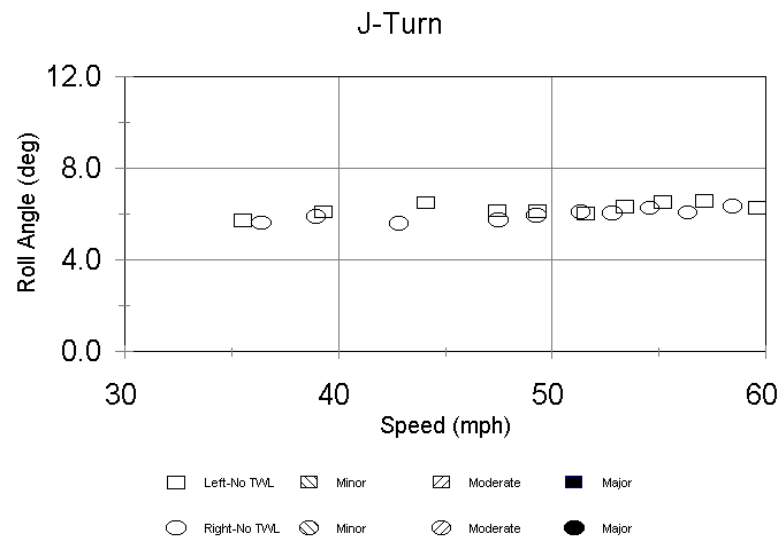 J-Turn
12.0
8.0
4.0
0.0
Roll Angle (deg)
30 40 50 60
Speed (mph)
Left-No TWL Minor Moderate Major
Right-No TWL Minor Moderate Major